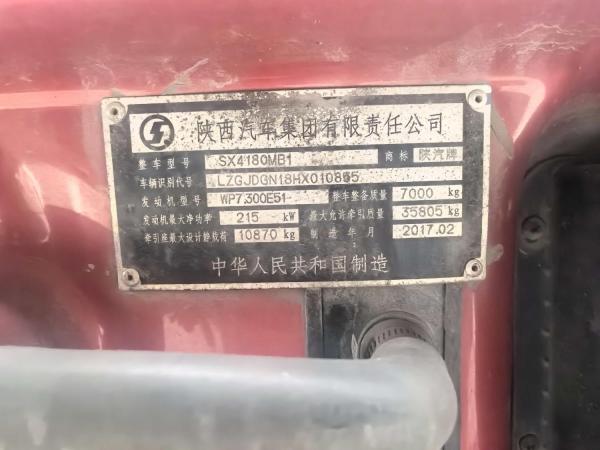 陕西汽车集团有限责任公司
整车型号 SX4180MB1 商标 陕汽牌
车辆识别代号 LZGJDGN18HX010855
发动机型号 WP7.300E51 整车整备质量 7000 kg
发动机最大净功率 215 kW 最大允许牵引质量 35805 kg
牵引座最大设计静载荷 10870 kg 制造年月 2017.02
中华人民共和国制造